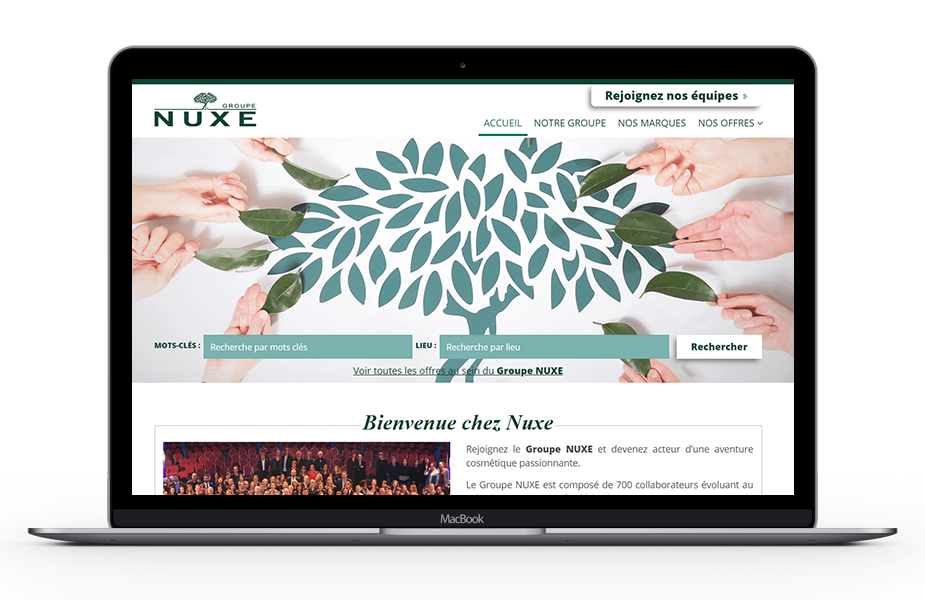 GROUPE
NUXE
Rejoignez nos équipes »
ACCUEIL NOTRE GROUPE NOS MARQUES NOS OFFRES
MOTS-CLÉS : Recherche par mots clés LIEU : Recherche par lieu Rechercher
Voir toutes les offres au sein du Groupe NUXE
Bienvenue chez Nuxe
Rejoignez le Groupe NUXE et devenez acteur d'une aventure
cosmétique passionnante.
Le Groupe NUXE est composé de 700 collaborateurs évoluant au
MacBook